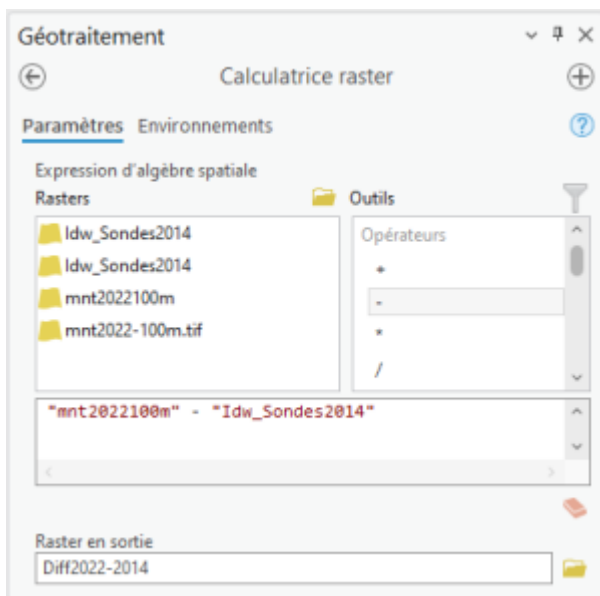 Géotraitement
Calculatrice raster
Paramètres Environnements
Expression d'algèbre spatiale
Rasters Outils
Idw_Sondes2014 Opérateurs
Idw_Sondes2014 +
mnt2022100m -
mnt2022-100m.tif *
/
"mnt2022100m" - "Idw_Sondes2014"
Raster en sortie
Diff2022-2014